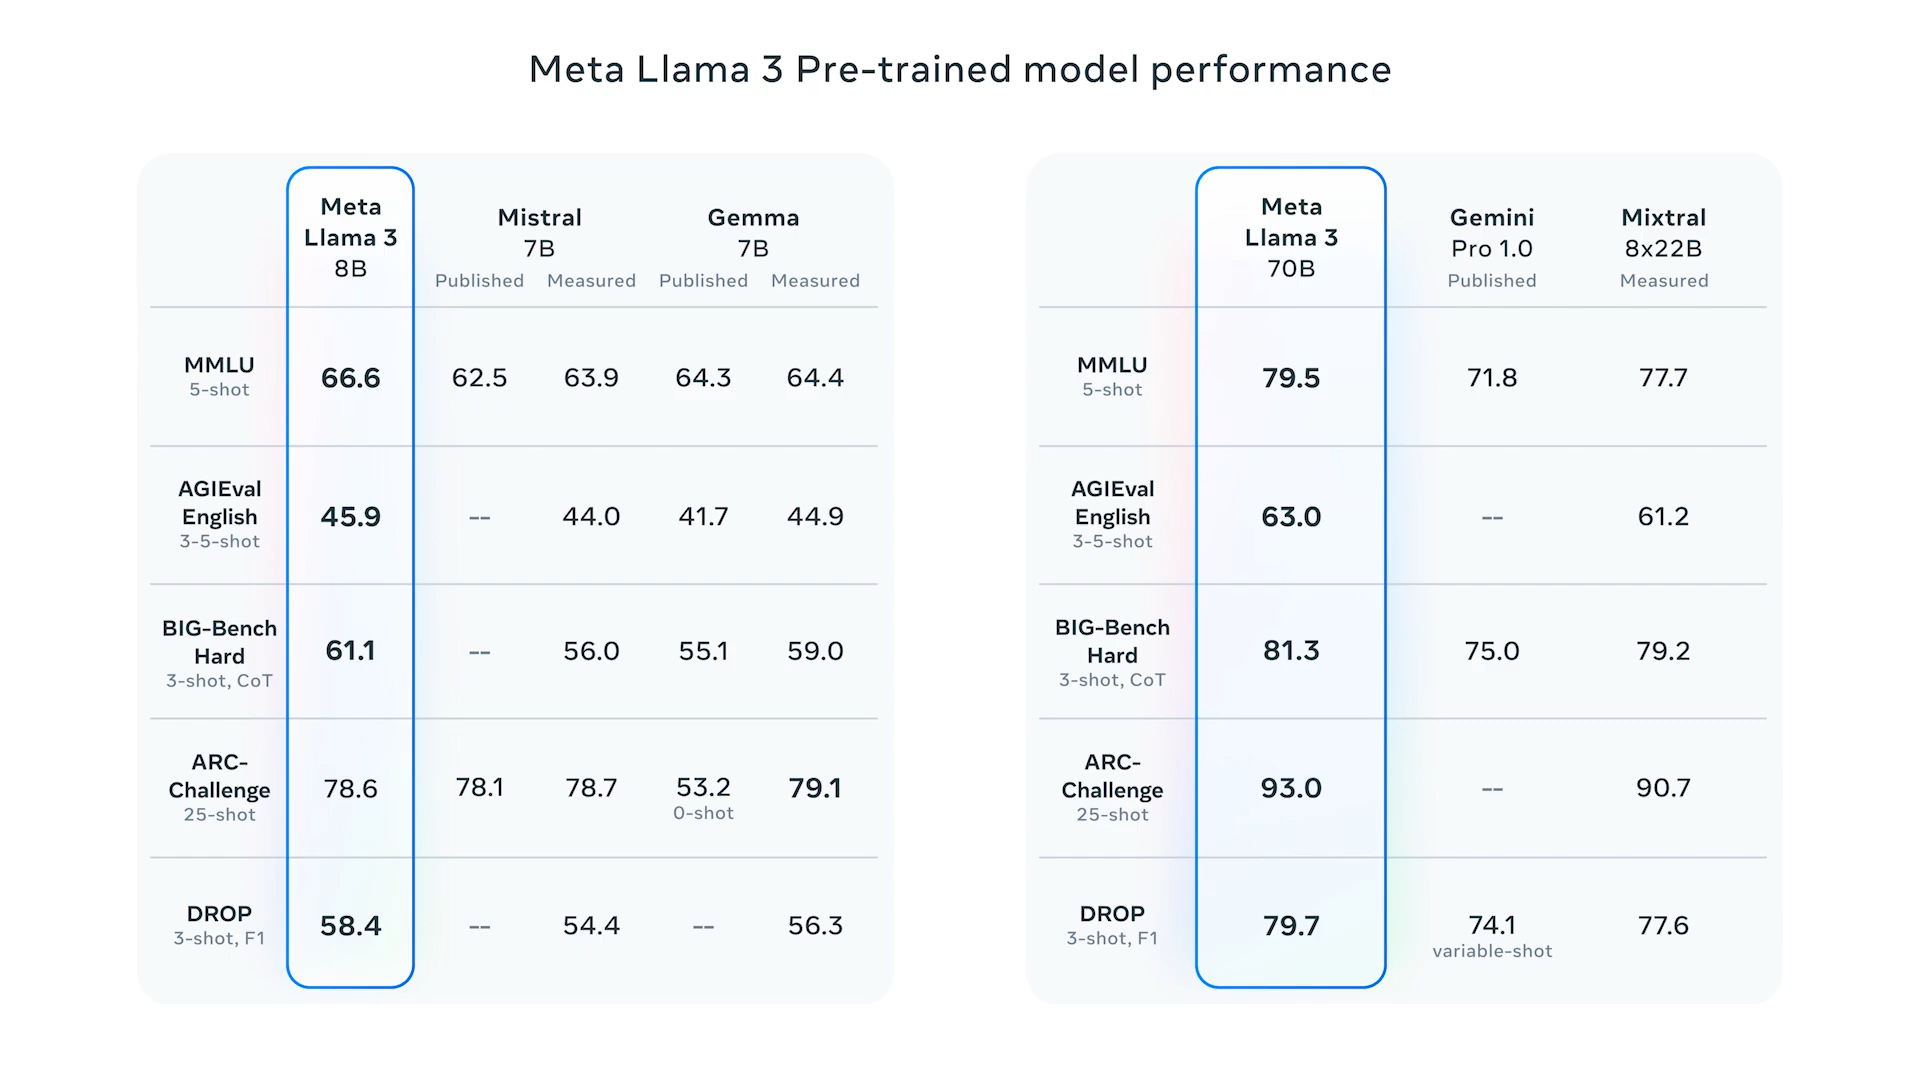 Meta Llama 3 Pre-trained model performance
Meta
Llama 3
8B
Mistral
7B
Published Measured
Gemma
7B
Published Measured
MMLU
5-shot
66.6 62.5 63.9 64.3 64.4
AGIEval
English
3-5-shot
45.9 -- 44.0 41.7 44.9
BIG-Bench
Hard
3-shot, CoT
61.1 -- 56.0 55.1 59.0
ARC-
Challenge
25-shot
78.6 78.1 78.7 53.2 79.1
0-shot
DROP
3-shot, F1
58.4 -- 54.4 -- 56.3
Meta
Llama 3
70B
Gemini
Pro 1.0
Published
Mixtral
8x22B
Measured
MMLU
5-shot
79.5 71.8 77.7
AGIEval
English
3-5-shot
63.0 -- 61.2
BIG-Bench
Hard
3-shot, CoT
81.3 75.0 79.2
ARC-
Challenge
25-shot
93.0 -- 90.7
DROP
3-shot, F1
79.7 74.1 77.6
variable-shot